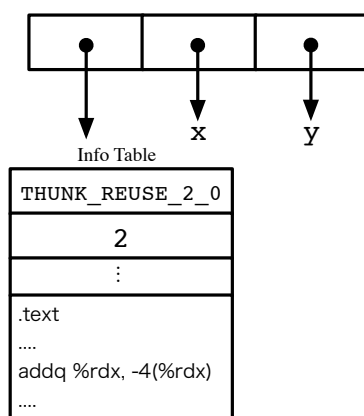 x y
Info Table
THUNK_REUSE_2_0
2
⋮
.text
....
addq %rdx, -4(%rdx)
....